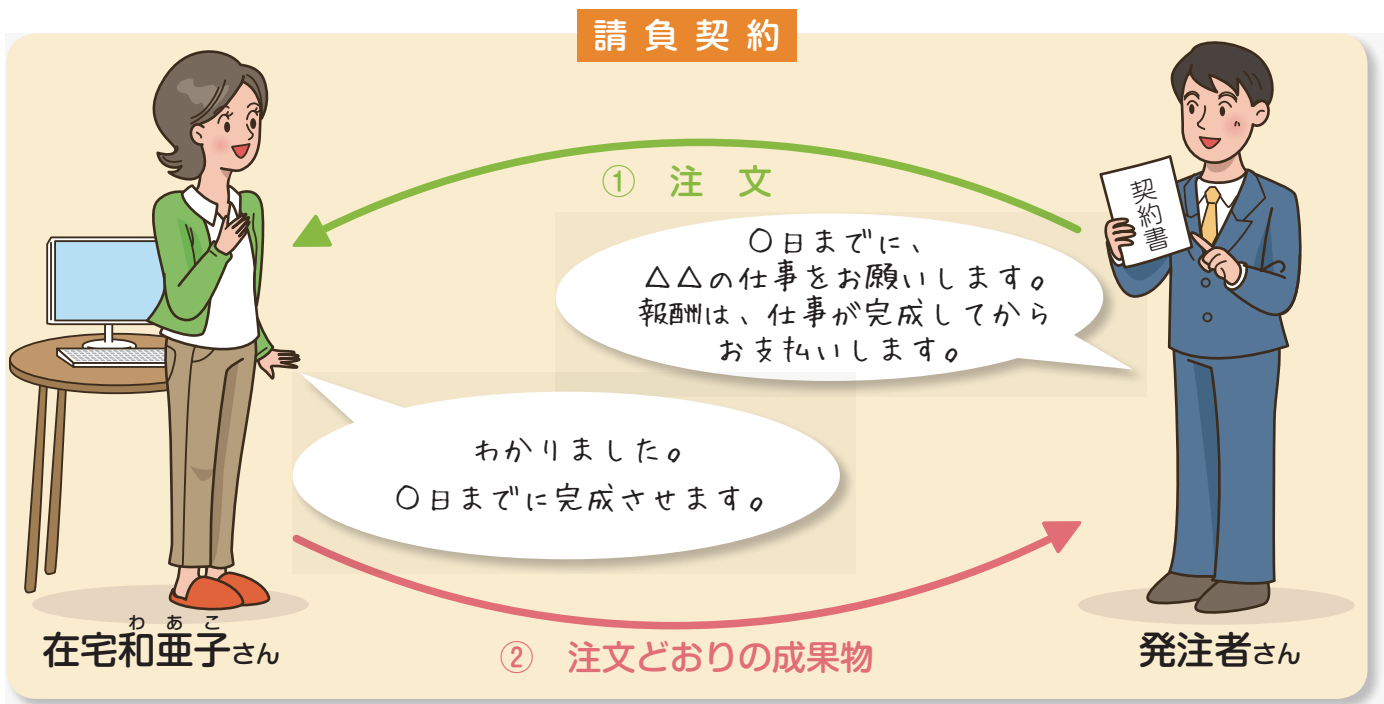 請負契約
① 注文
契約書
〇日までに、
△△の仕事をお願いします。
報酬は、仕事が完成してから
お支払いします。
わかりました。
〇日までに完成させます。
わあこ
在宅和亜子さん
② 注文どおりの成果物
発注者さん